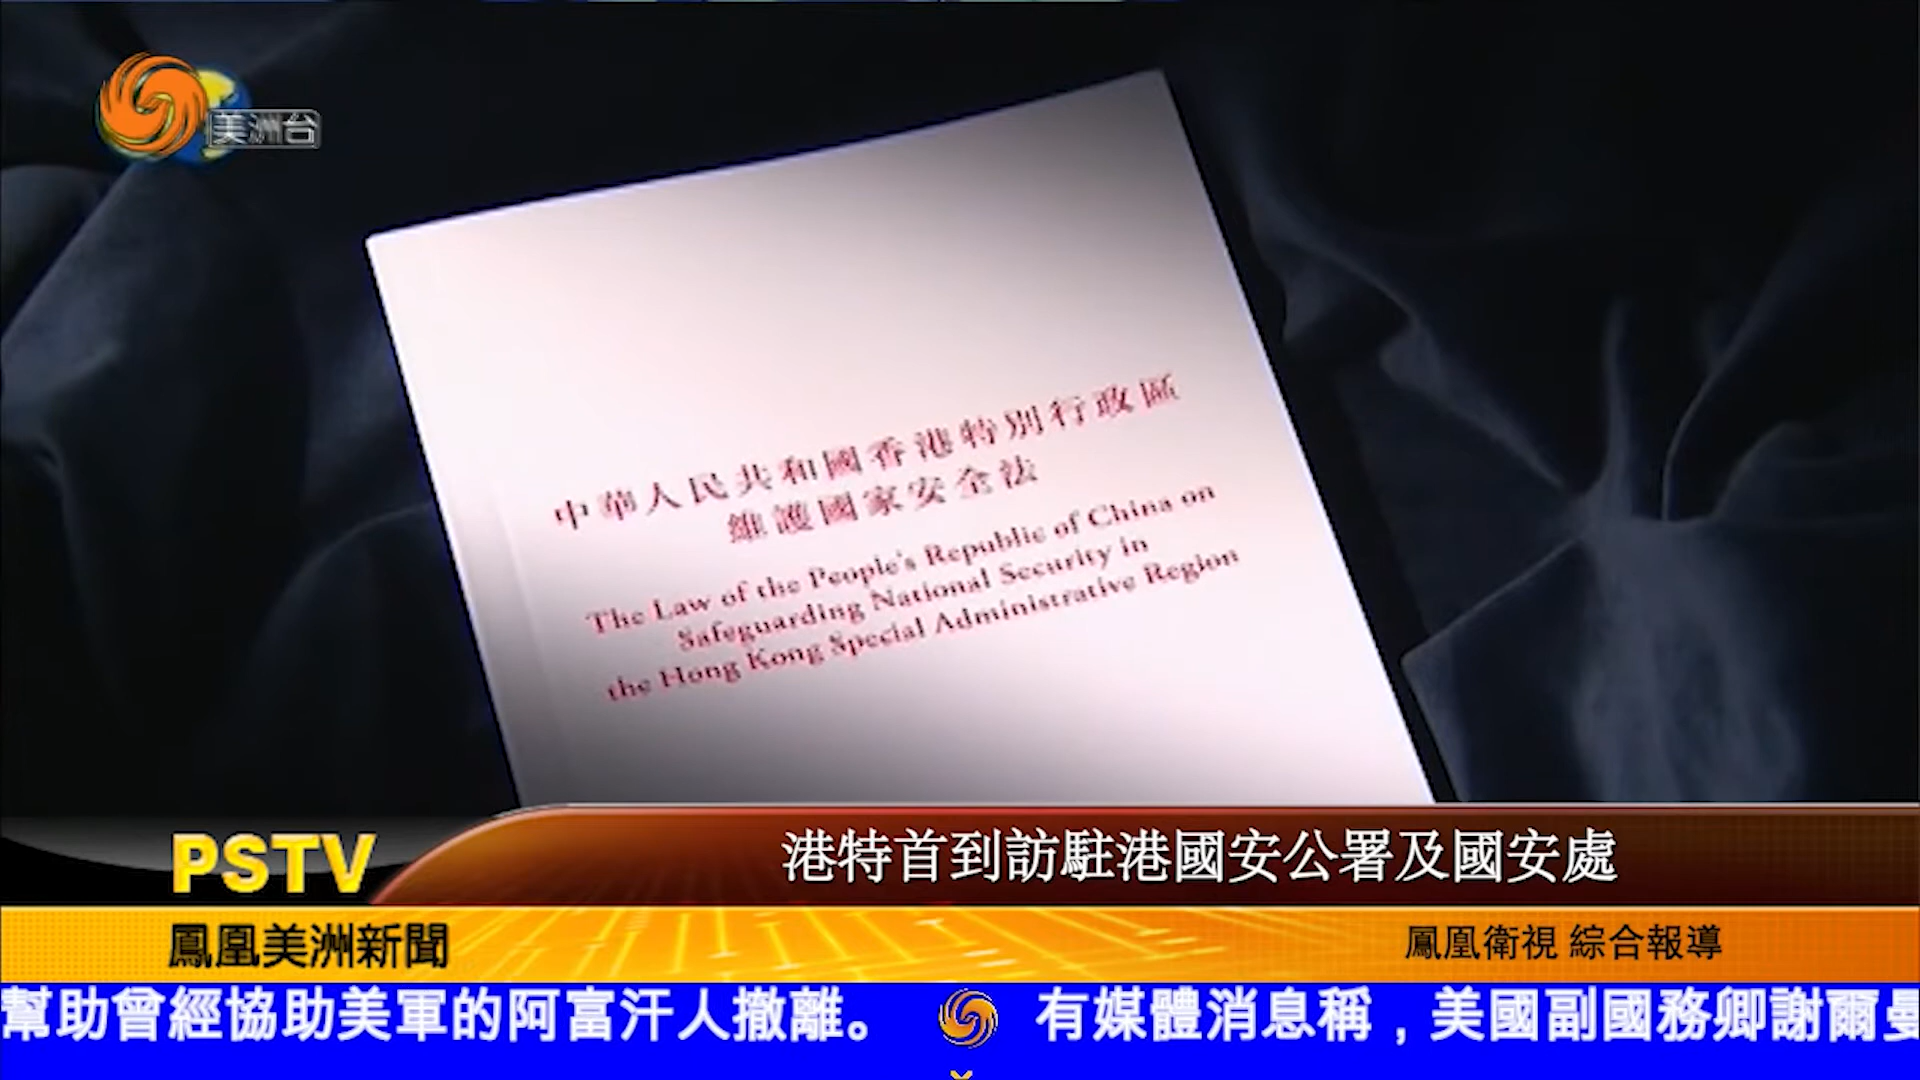 美洲台
中華人民共和國香港特別行政區
維護國家安全法
The Law of the People's Republic of China on
Safeguarding National Security in
the Hong Kong Special Administrative Region
PSTV
港特首到訪駐港國安公署及國安處
鳳凰美洲新聞
鳳凰衛視 綜合報導
幫助曾經協助美軍的阿富汗人撤離。
有媒體消息稱，美國副國務卿謝爾曼